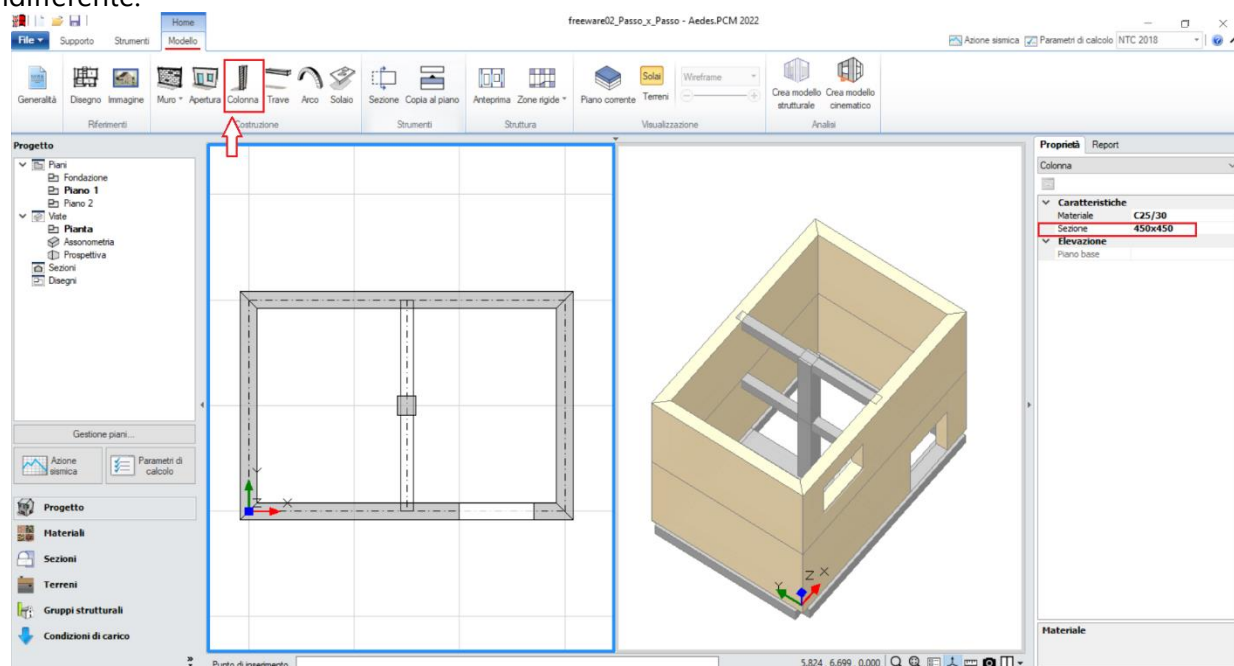 indifferente.
Home
freeware02_Passo_x_Passo - Aedes.PCM 2022
File
Supporto
Strumenti
Modello
Azione sismica
Parametri di calcolo
NTC 2018
Generalità
Disegno
Immagine
Muro
Apertura
Colonna
Trave
Arco
Solaio
Sezione
Copia al piano
Anteprima
Zone rigide
Piano corrente
Solai
Terreni
Wireframe
Crea modello strutturale
Crea modello cinematico
Riferimenti
Costruzione
Strumenti
Struttura
Visualizzazione
Analisi
Progetto
Piani
Fondazione
Piano 1
Piano 2
Viste
Pianta
Assonometria
Prospettiva
Sezioni
Disegni
Gestione piani...
Azione sismica
Parametri di calcolo
Progetto
Materiali
Sezioni
Terreni
Gruppi strutturali
Condizioni di carico
Y
Z
X
Y
Z
X
Proprietà
Report
Colonna
Caratteristiche
Materiale C25/30
Sezione 450x450
Elevazione
Piano base
Materiale
Punto di inserimento
5.824 6.699 0.000